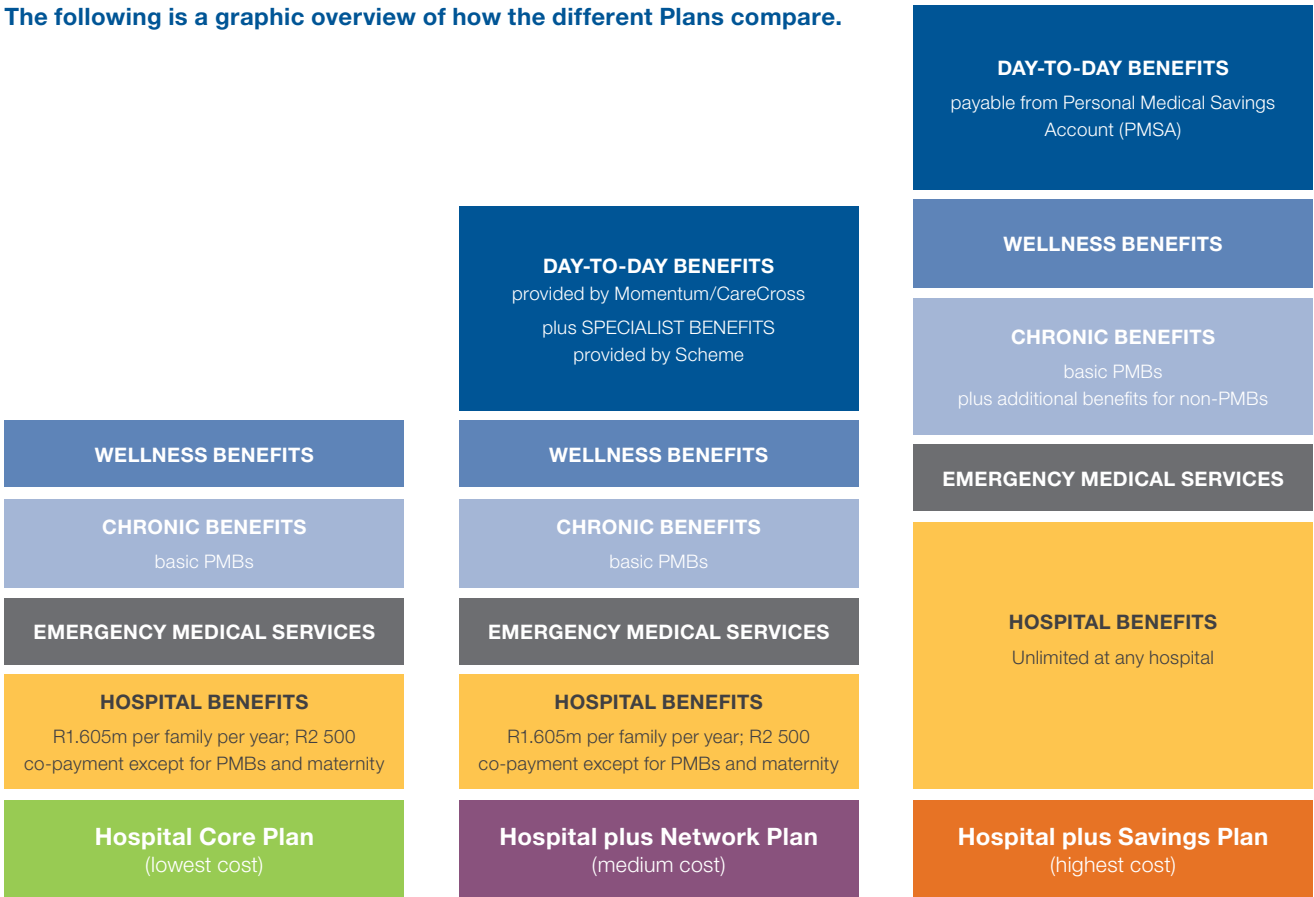 The following is a graphic overview of how the different Plans compare.
WELLNESS BENEFITS
CHRONIC BENEFITS
basic PMBs
EMERGENCY MEDICAL SERVICES
HOSPITAL BENEFITS
R1.605m per family per year; R2 500
co-payment except for PMBs and maternity
Hospital Core Plan
(lowest cost)
DAY-TO-DAY BENEFITS
provided by Momentum/CareCross
plus SPECIALIST BENEFITS
provided by Scheme
WELLNESS BENEFITS
CHRONIC BENEFITS
basic PMBs
EMERGENCY MEDICAL SERVICES
HOSPITAL BENEFITS
R1.605m per family per year; R2 500
co-payment except for PMBs and maternity
Hospital plus Network Plan
(medium cost)
DAY-TO-DAY BENEFITS
payable from Personal Medical Savings
Account (PMSA)
WELLNESS BENEFITS
CHRONIC BENEFITS
basic PMBs
plus additional benefits for non-PMBs
EMERGENCY MEDICAL SERVICES
HOSPITAL BENEFITS
Unlimited at any hospital
Hospital plus Savings Plan
(highest cost)